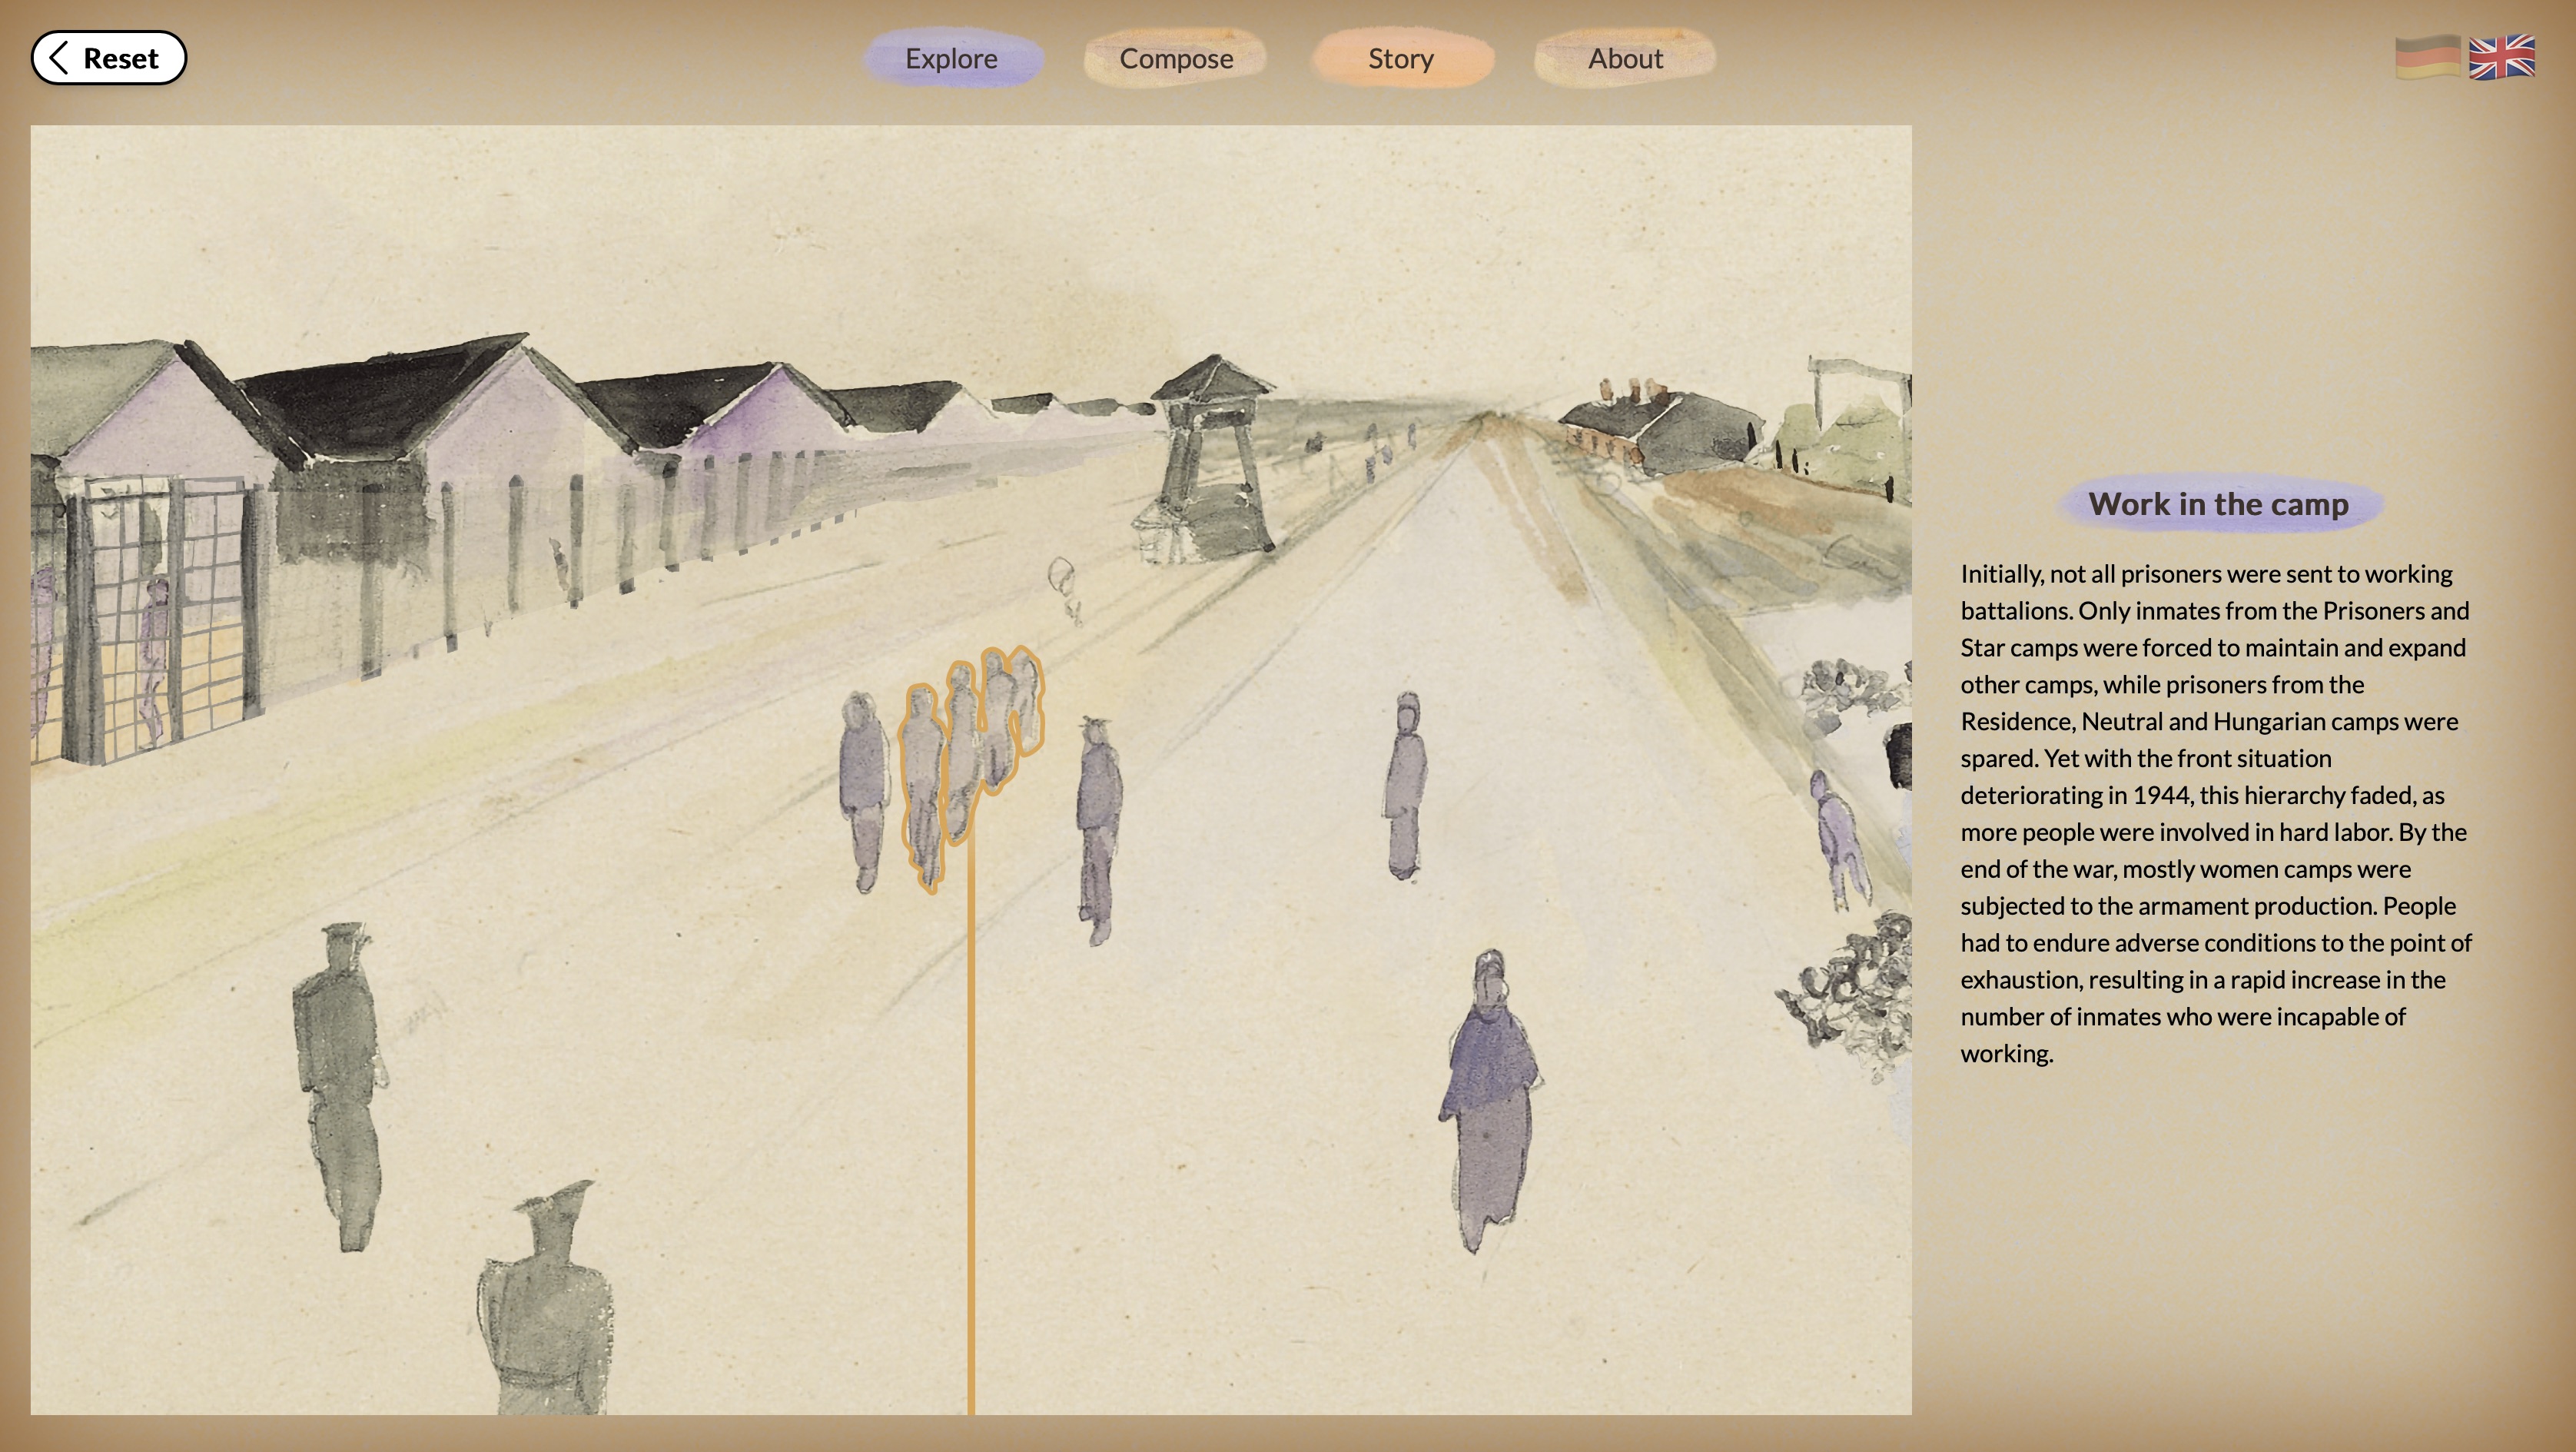 Reset
Explore
Compose
Story
About
Work in the camp
Initially, not all prisoners were sent to working
battalions. Only inmates from the Prisoners and
Star camps were forced to maintain and expand
other camps, while prisoners from the
Residence, Neutral and Hungarian camps were
spared. Yet with the front situation
deteriorating in 1944, this hierarchy faded, as
more people were involved in hard labor. By the
end of the war, mostly women camps were
subjected to the armament production. People
had to endure adverse conditions to the point of
exhaustion, resulting in a rapid increase in the
number of inmates who were incapable of
working.